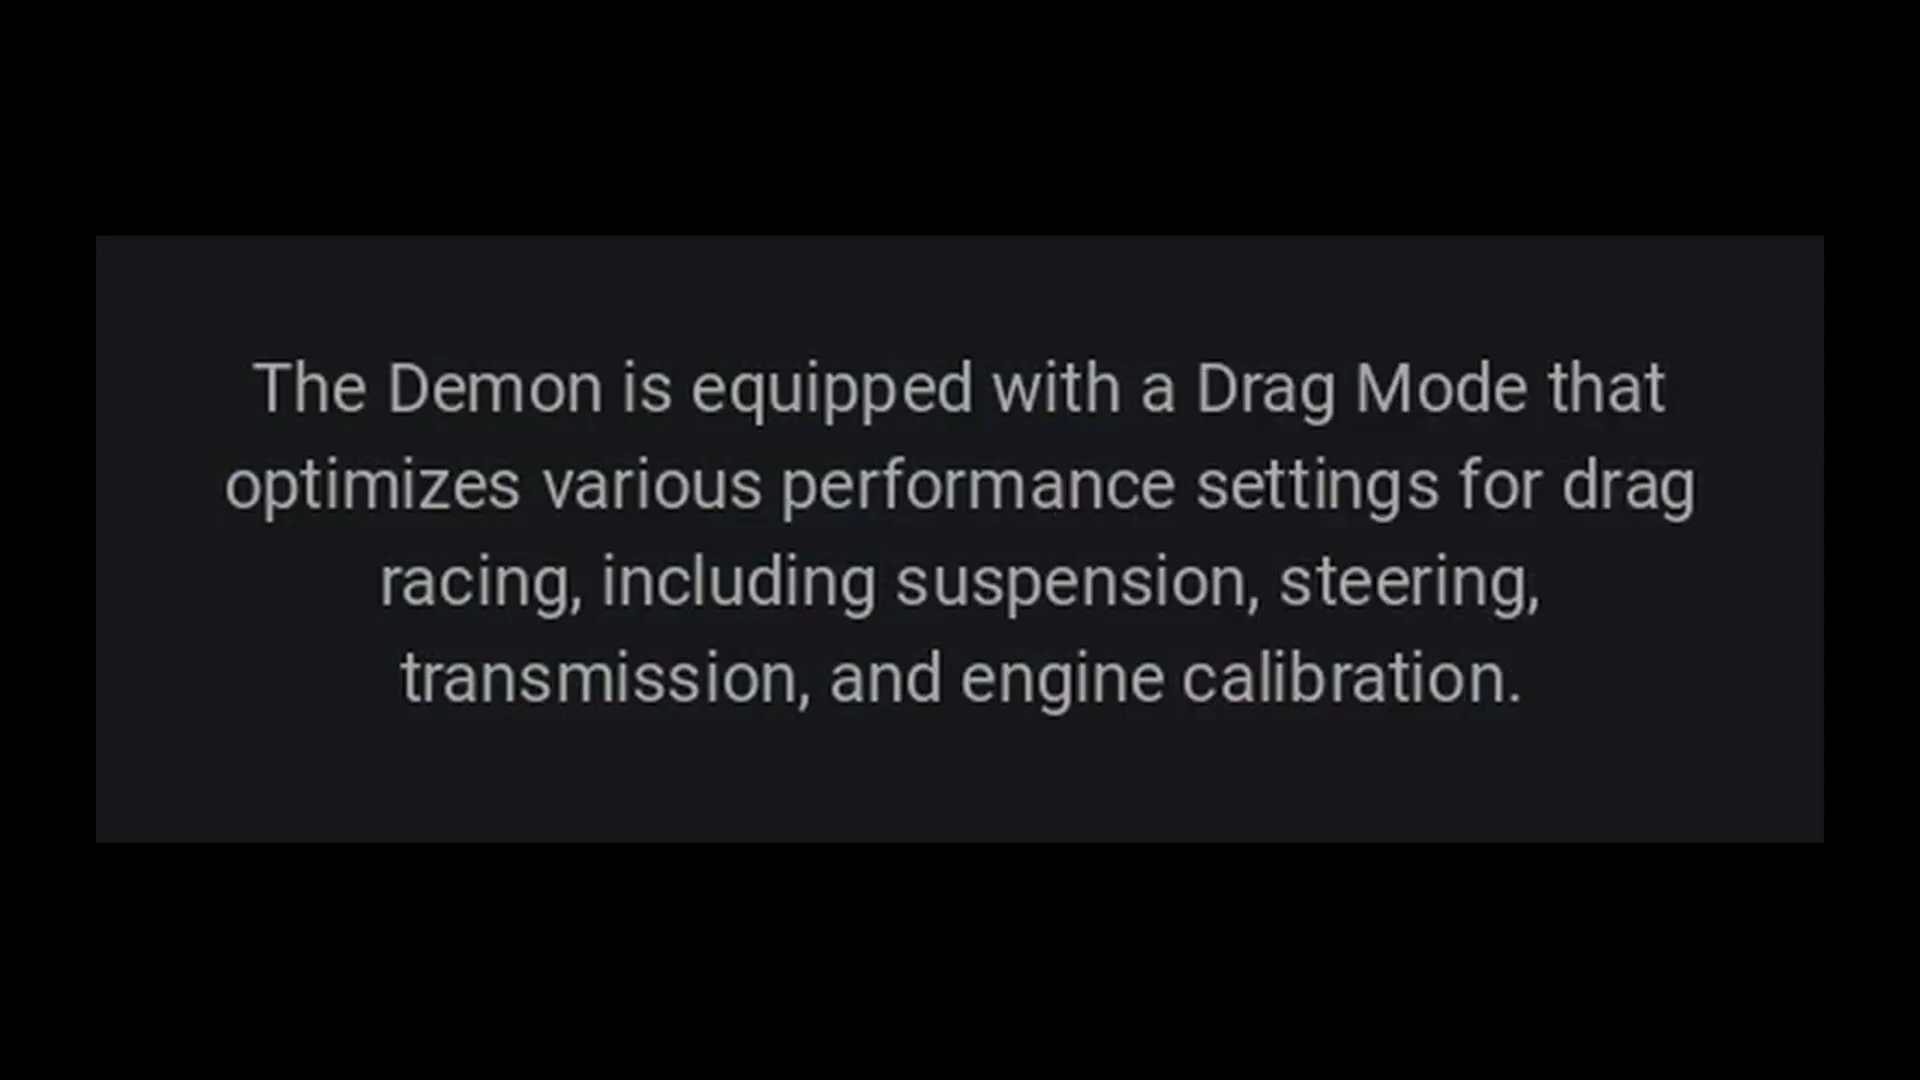 The Demon is equipped with a Drag Mode that
optimizes various performance settings for drag
racing, including suspension, steering,
transmission, and engine calibration.